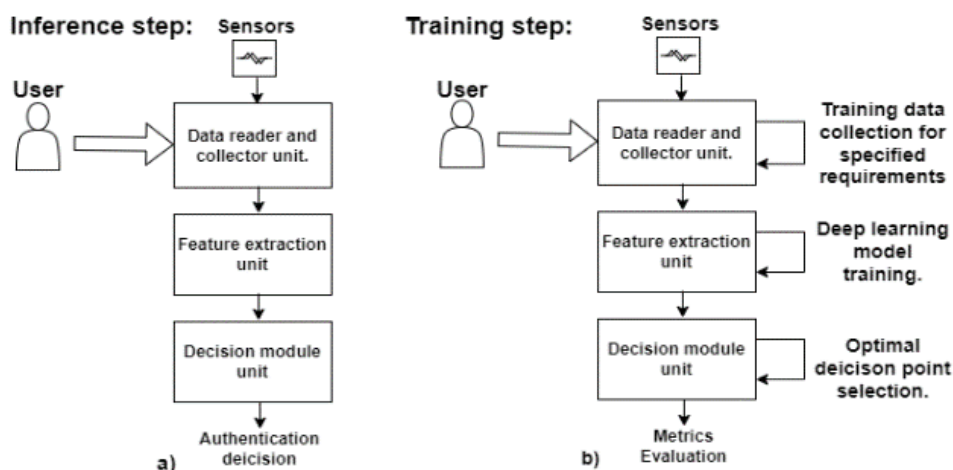 Inference step:
Sensors
User
Data reader and
collector unit.
Feature extraction
unit
Decision module
unit
Authentication
deicision
a)
Training step:
Sensors
User
Data reader and
collector unit.
Training data
collection for
specified
requirements
Feature extraction
unit
Deep learning
model
training.
Decision module
unit
Optimal
deicison point
selection.
Metrics
Evaluation
b)